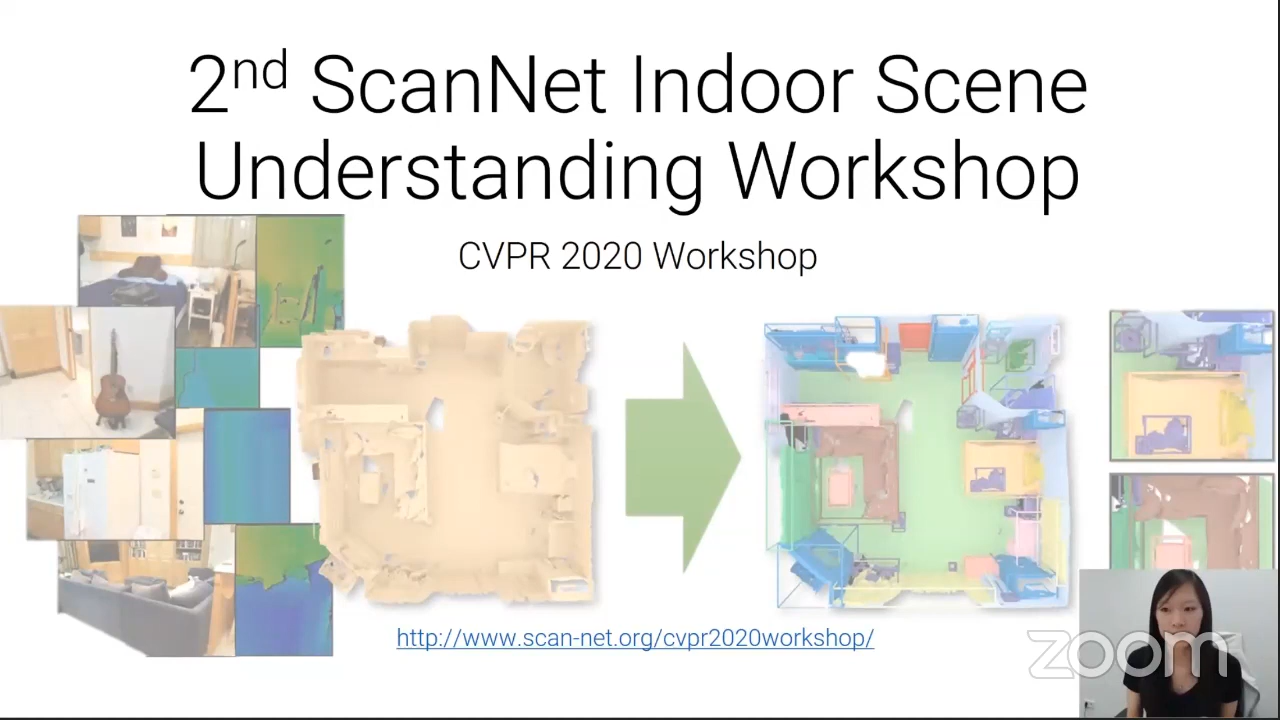 2nd ScanNet Indoor Scene
Understanding Workshop
CVPR 2020 Workshop
http://www.scan-net.org/cvpr2020workshop/
zoom